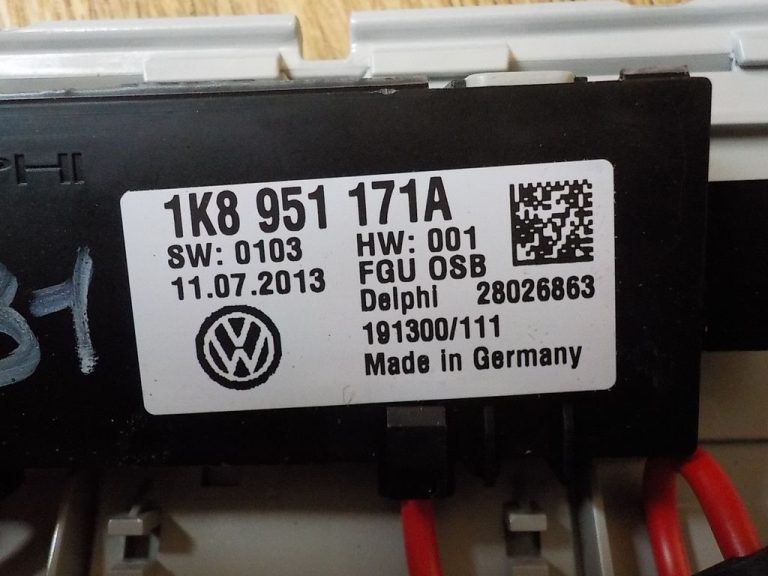 1K8 951 171A
SW: 0103 HW: 001
11.07.2013 FGU OSB
Delphi 28026863
191300/111
Made in Germany